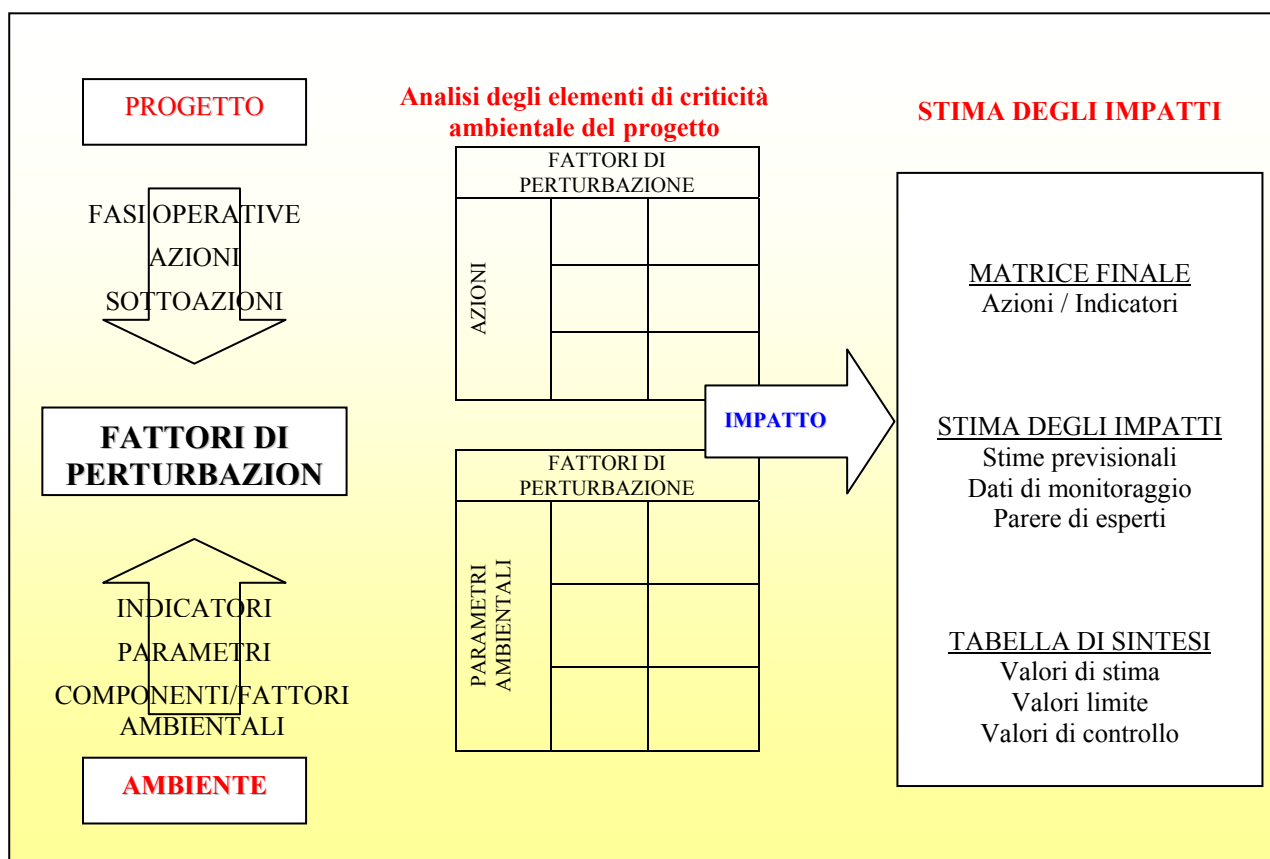 PROGETTO
FASI OPERATIVE
AZIONI
SOTTOAZIONI
FATTORI DI
PERTURBAZION
INDICATORI
PARAMETRI
COMPONENTI/FATTORI
AMBIENTALI
AMBIENTE
Analisi degli elementi di criticità
ambientale del progetto
FATTORI DI
PERTURBAZIONE
AZIONI
FATTORI DI
PERTURBAZIONE
PARAMETRI
AMBIENTALI
IMPATTO
STIMA DEGLI IMPATTI
MATRICE FINALE
Azioni / Indicatori
STIMA DEGLI IMPATTI
Stime previsionali
Dati di monitoraggio
Parere di esperti
TABELLA DI SINTESI
Valori di stima
Valori limite
Valori di controllo